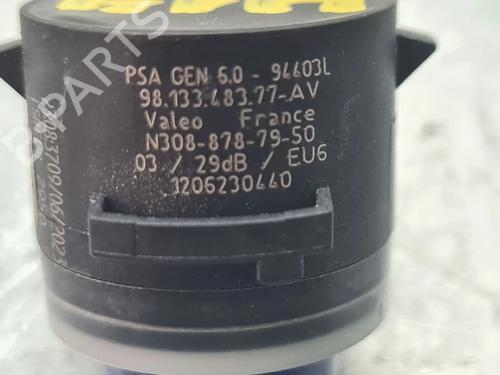 PSA GEN 6.0 - 94403L
98.133.483.77-AV
Valeo France
N308-878-79-50
03 / 29dB / EU6
1206230440